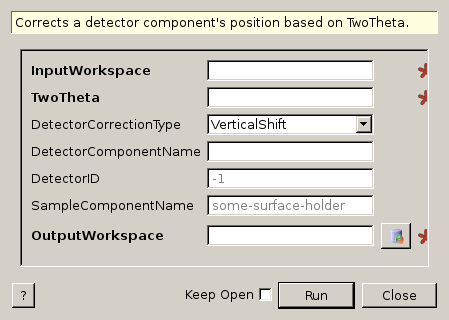 Corrects a detector component's position based on TwoTheta.
InputWorkspace
TwoTheta
DetectorCorrectionType VerticalShift
DetectorComponentName
DetectorID -1
SampleComponentName some-surface-holder
OutputWorkspace
? Keep Open Run Close